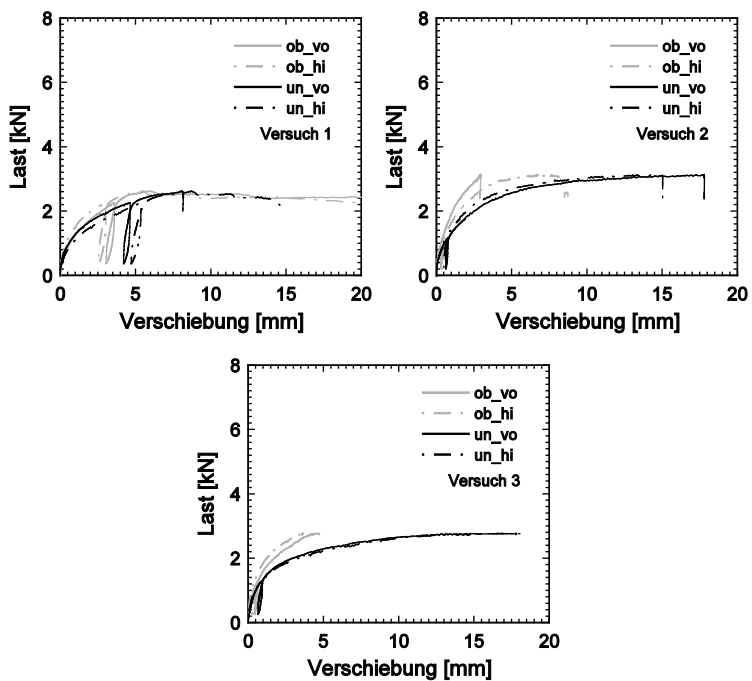 8
6
4
2
0
Last [kN]
ob_vo
ob_hi
un_vo
un_hi
Versuch 1
0 5 10 15 20
Verschiebung [mm]
8
6
4
2
0
Last [kN]
ob_vo
ob_hi
un_vo
un_hi
Versuch 2
0 5 10 15 20
Verschiebung [mm]
8
6
4
2
0
Last [kN]
ob_vo
ob_hi
un_vo
un_hi
Versuch 3
0 5 10 15 20
Verschiebung [mm]